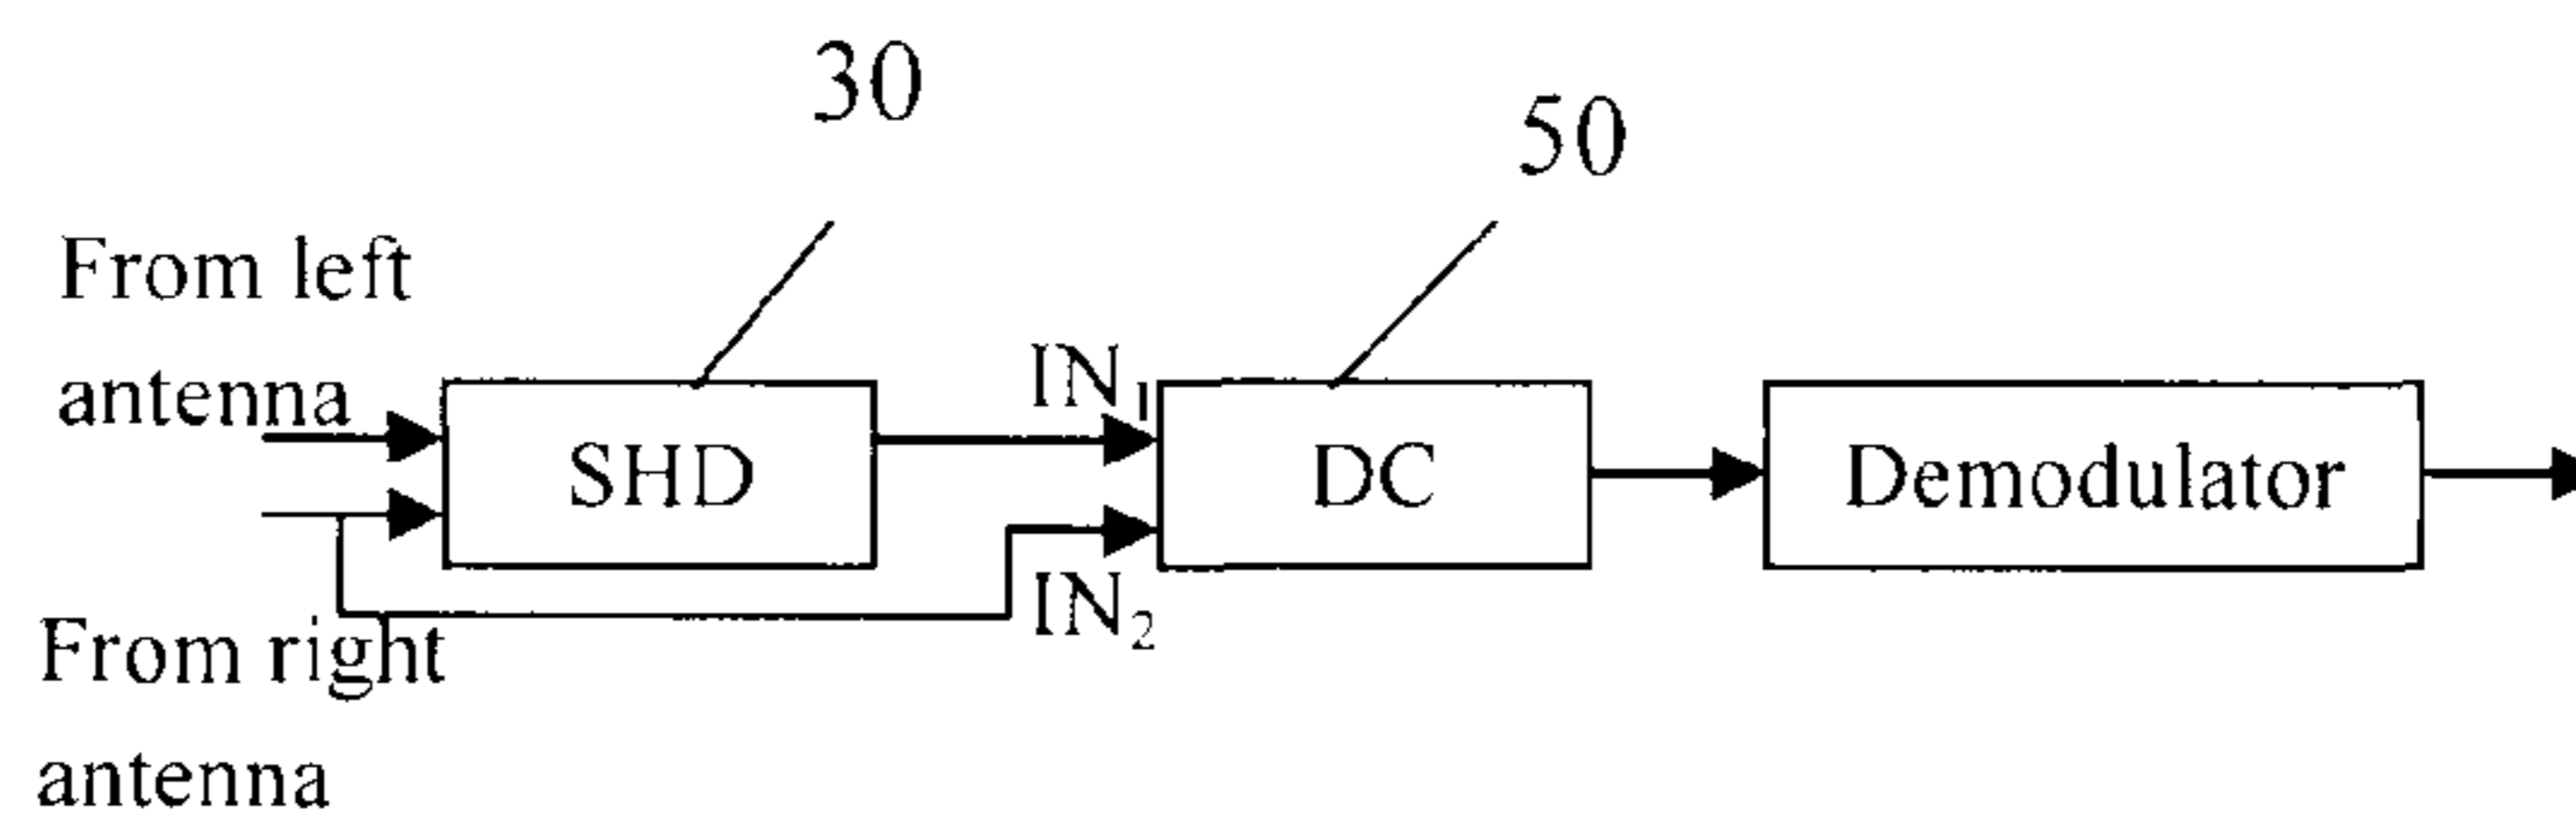 30
50
From left
antenna
IN₁
SHD
DC
Demodulator
IN₂
From right
antenna